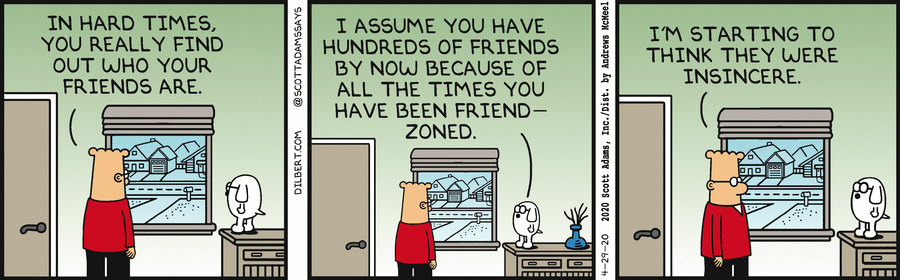 IN HARD TIMES,
YOU REALLY FIND
OUT WHO YOUR
FRIENDS ARE.
DILBERT.COM @SCOTTADAMSSAYS
I ASSUME YOU HAVE
HUNDREDS OF FRIENDS
BY NOW BECAUSE OF
ALL THE TIMES YOU
HAVE BEEN FRIEND-
ZONED.
4-29-20 2020 Scott Adams, Inc./Dist. by Andrews McMeel
I'M STARTING TO
THINK THEY WERE
INSINCERE.